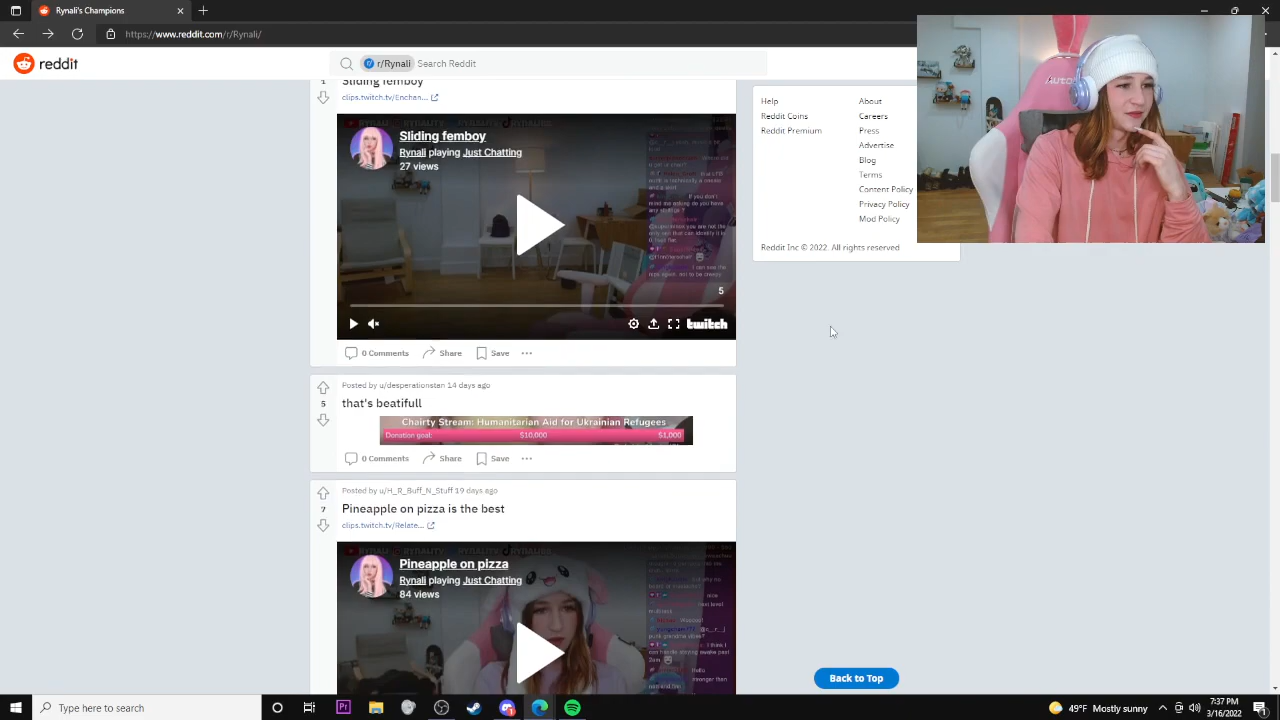 Rynali's Champions
https://www.reddit.com/r/Rynali/
reddit
r/Rynali Search Reddit
Sliding femboy
clips.twitch.tv/Enchan...
Sliding femboy
Rynali playing Just Chatting
27 views
5
twitch
0 Comments Share Save ...
Posted by u/desperationstan 14 days ago
5
that's beatifull
Chairty Stream: Humanitarian Aid for Ukrainian Refugees
Donation goal: $10,000 $1,000
0 Comments Share Save ...
Posted by u/H_R_Buff_N_Stuff 19 days ago
7
Pineapple on pizza is the best
clips.twitch.tv/Relate...
Pineapple on pizza
Rynali playing Just Chatting
84 views
Help About
Reddit Coins Careers
Reddit Premium Press
Advertise
Blog
Terms
Content Policy
Privacy Policy
Mod Policy
Reddit Inc © 2022. All rights reserved
Back to Top
Type here to search
49°F Mostly sunny
7:37 PM
3/16/2022